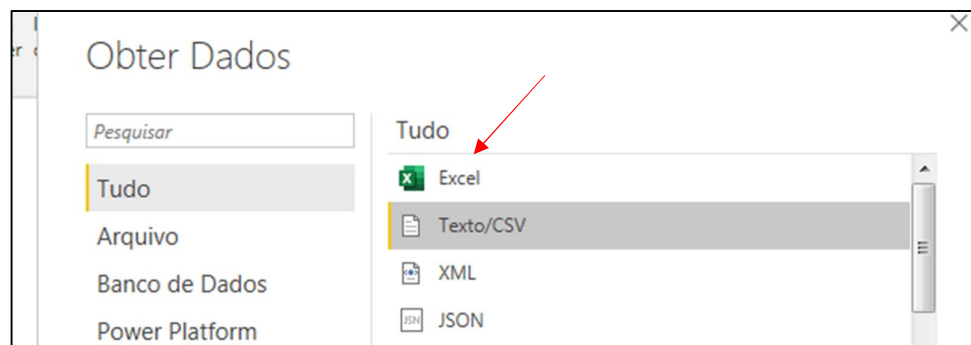 Obter Dados
Pesquisar
Tudo
Arquivo
Banco de Dados
Power Platform
Tudo
Excel
Texto/CSV
XML
JSON